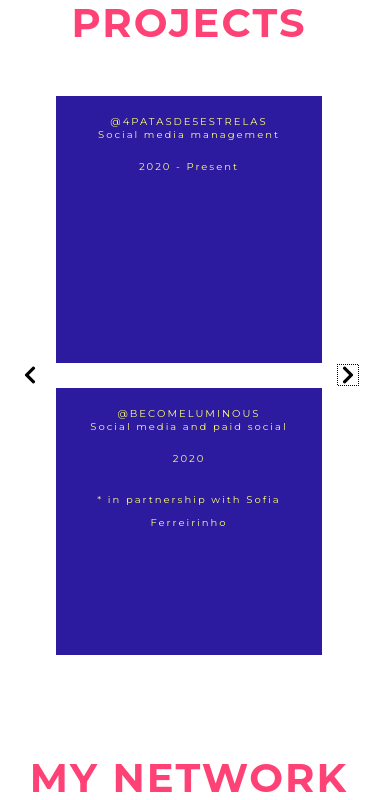 PROJECTS
@4PATASDE5ESTRELAS
Social media management
2020 - Present
@BECOMELUMINOUS
Social media and paid social
2020
* in partnership with Sofia
Ferreirinho
MY NETWORK